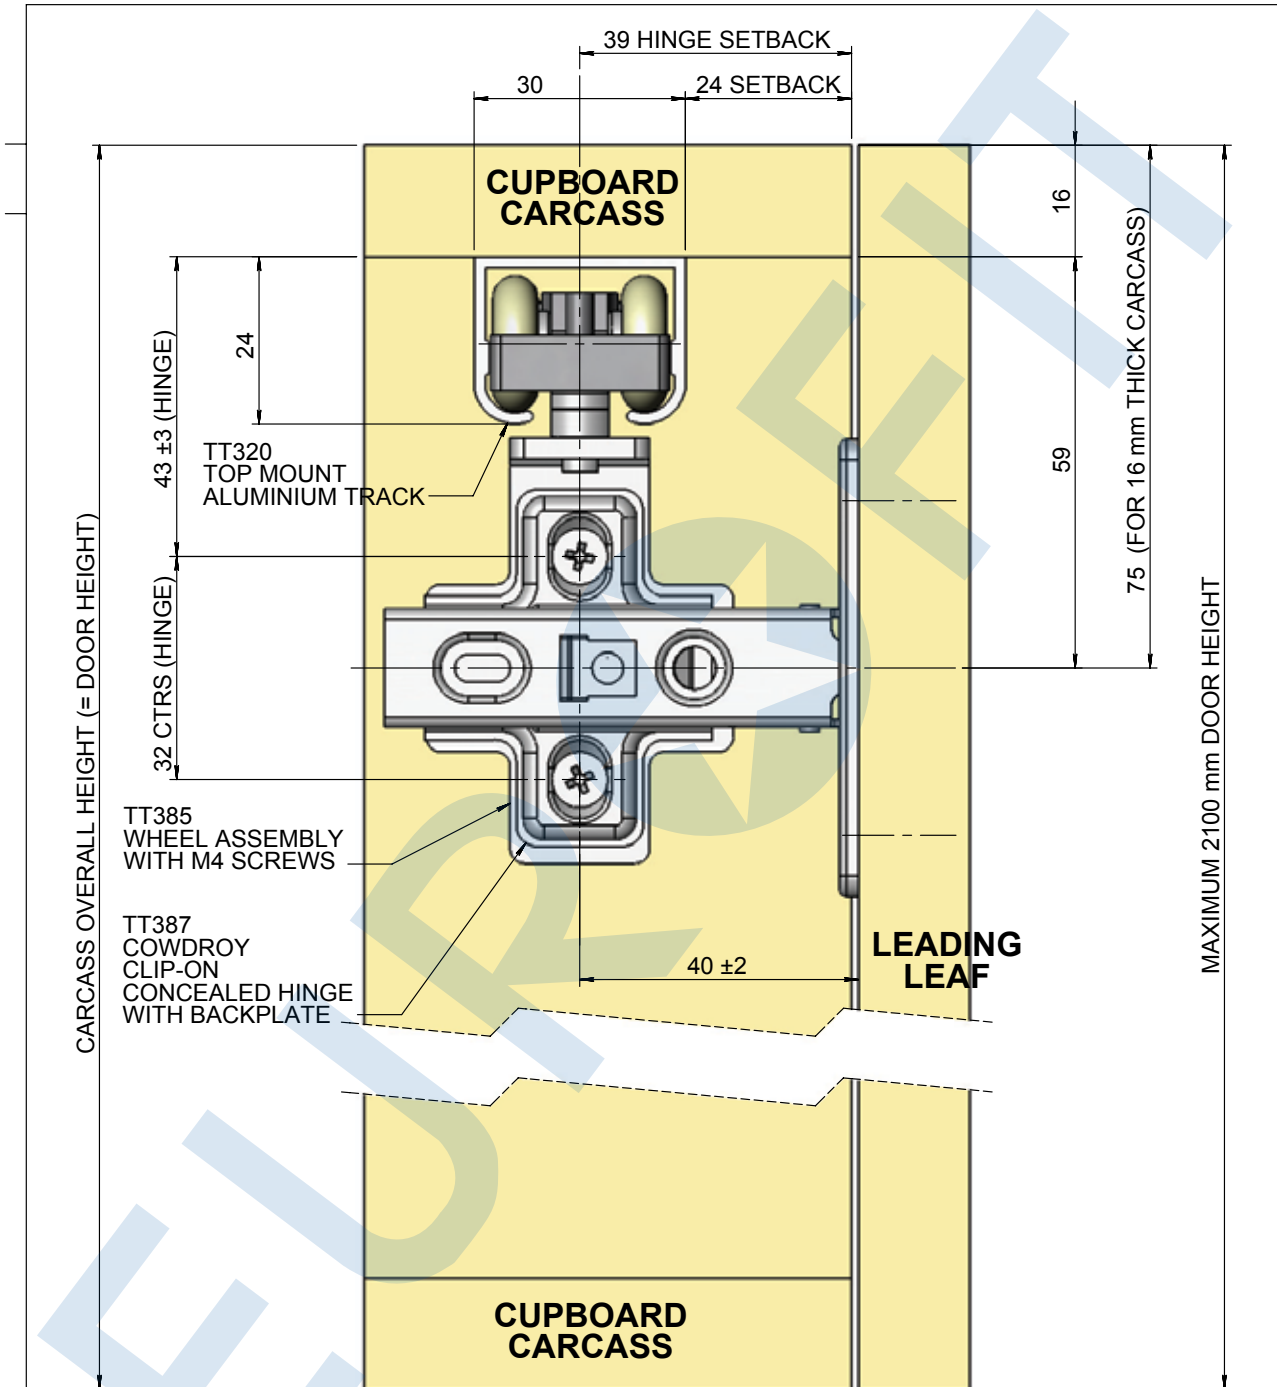 39 HINGE SETBACK
30
24 SETBACK
CUPBOARD
CARCASS
16
75 (FOR 16 mm THICK CARCASS)
43 ±3 (HINGE)
24
59
TT320
TOP MOUNT
ALUMINIUM TRACK
CARCASS OVERALL HEIGHT (= DOOR HEIGHT)
32 CTRS (HINGE)
MAXIMUM 2100 mm DOOR HEIGHT
TT385
WHEEL ASSEMBLY
WITH M4 SCREWS
TT387
COWDROY
CLIP-ON
CONCEALED HINGE
WITH BACKPLATE
40 ±2
LEADING
LEAF
CUPBOARD
CARCASS
EUROFIT